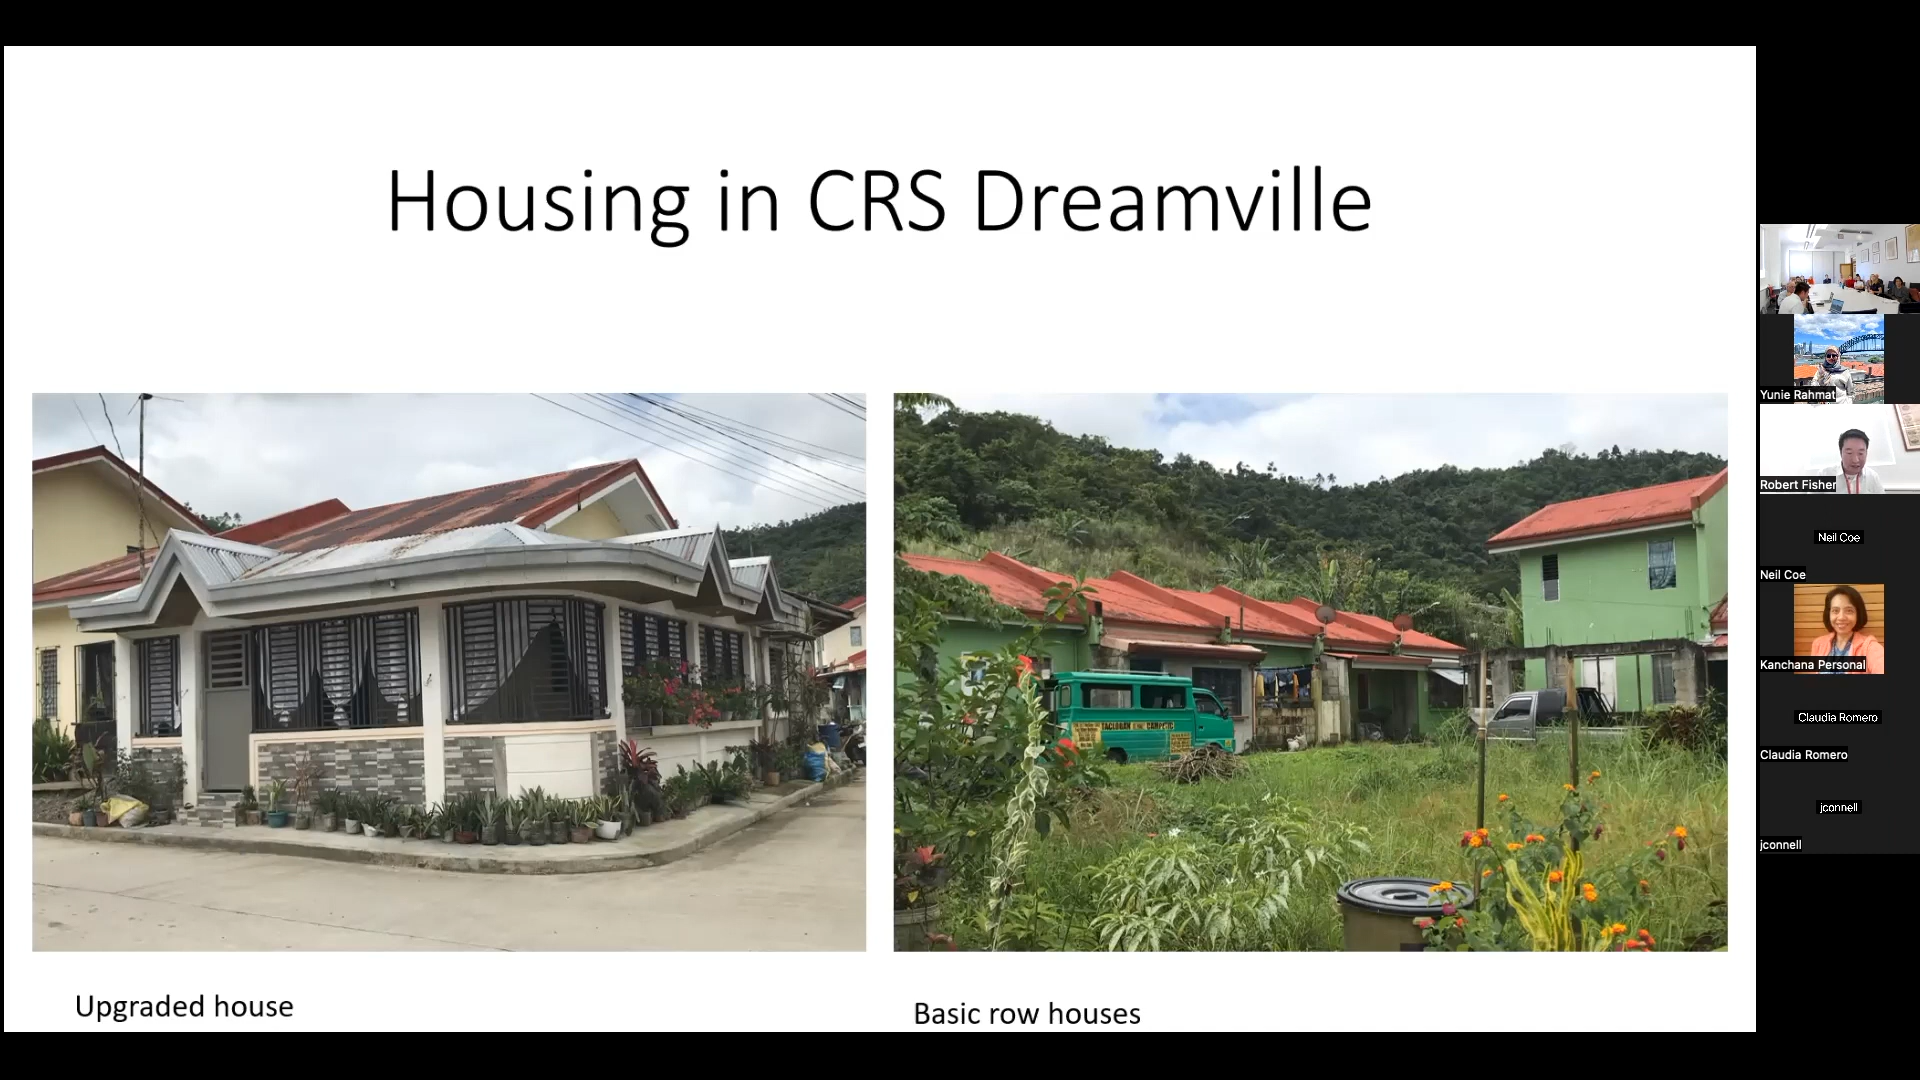 Housing in CRS Dreamville
TACLOBAN
Upgraded house
Basic row houses
Yunie Rahmat
Robert Fisher
Neil Coe
Neil Coe
Kanchana Personal
Claudia Romero
Claudia Romero
jconnell
jconnell